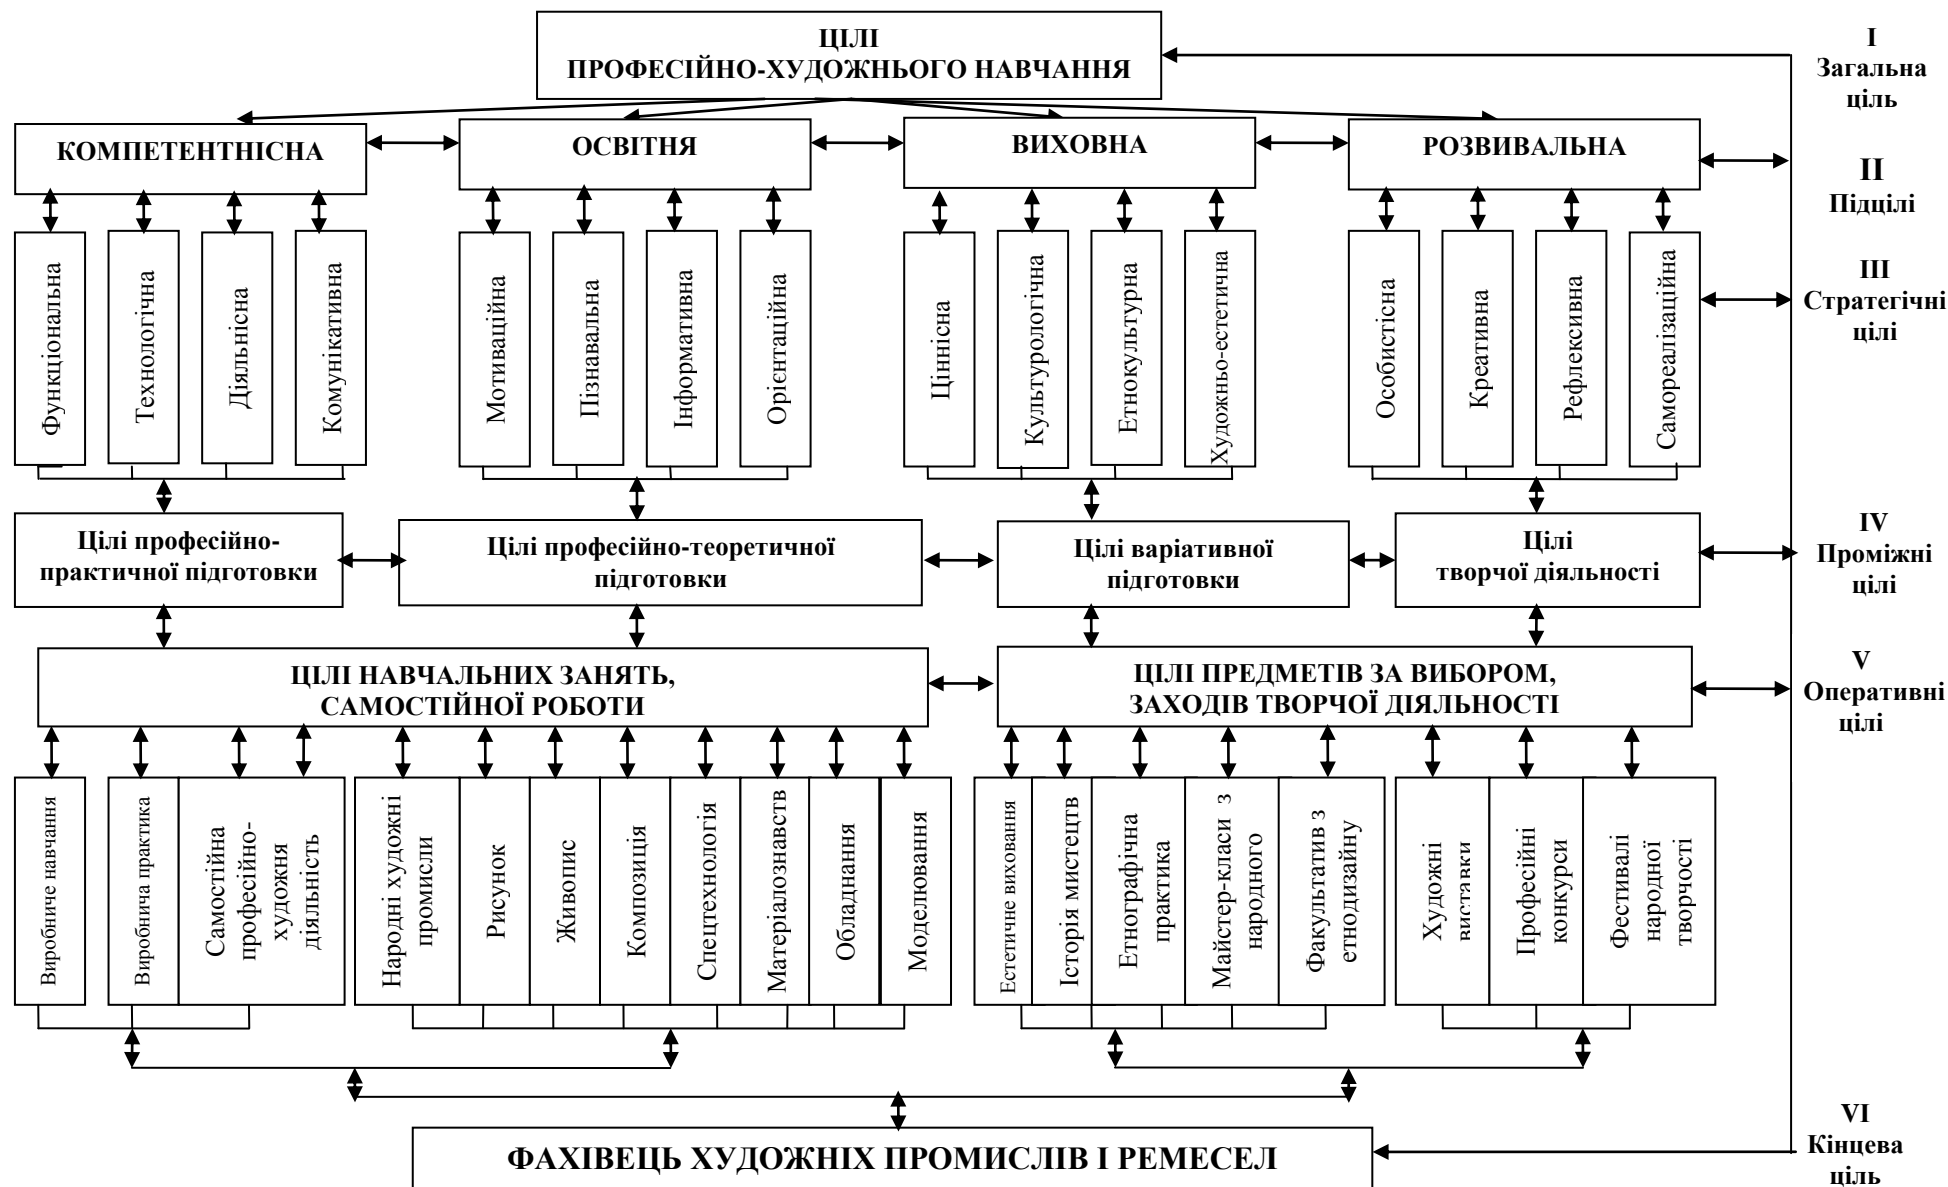 ЦІЛІ
ПРОФЕСІЙНО-ХУДОЖНЬОГО НАВЧАННЯ
І
Загальна
ціль
КОМПЕТЕНТНІСНА
ОСВІТНЯ
ВИХОВНА
РОЗВИВАЛЬНА
ІІ
Підцілі
Функціональна
Технологічна
Діяльнісна
Комунікативна
Мотиваційна
Пізнавальна
Інформативна
Орієнтаційна
Ціннісна
Культурологічна
Етнокультурна
Художньо-естетична
Особистісна
Креативна
Рефлексивна
Самореалізаційна
ІІІ
Стратегічні
цілі
Цілі професійно-
практичної підготовки
Цілі професійно-теоретичної
підготовки
Цілі варіативної
підготовки
Цілі
творчої діяльності
IV
Проміжні
цілі
ЦІЛІ НАВЧАЛЬНИХ ЗАНЯТЬ,
САМОСТІЙНОЇ РОБОТИ
ЦІЛІ ПРЕДМЕТІВ ЗА ВИБОРОМ,
ЗАХОДІВ ТВОРЧОЇ ДІЯЛЬНОСТІ
V
Оперативні
цілі
Виробниче навчання
Виробнича практика
Самостійна
професійно-
художня
діяльність
Народні художні
промисли
Рисунок
Живопис
Композиція
Спецтехнологія
Матеріалознавств
Обладнання
Моделювання
Естетичне виховання
Історія мистецтв
Етнографічна
практика
Майстер-класи з
народного
Факультатив з
етнодизайну
Художні
виставки
Професійні
конкурси
Фестивалі
народної
творчості
ФАХІВЕЦЬ ХУДОЖНІХ ПРОМИСЛІВ І РЕМЕСЕЛ
VI
Кінцева
ціль